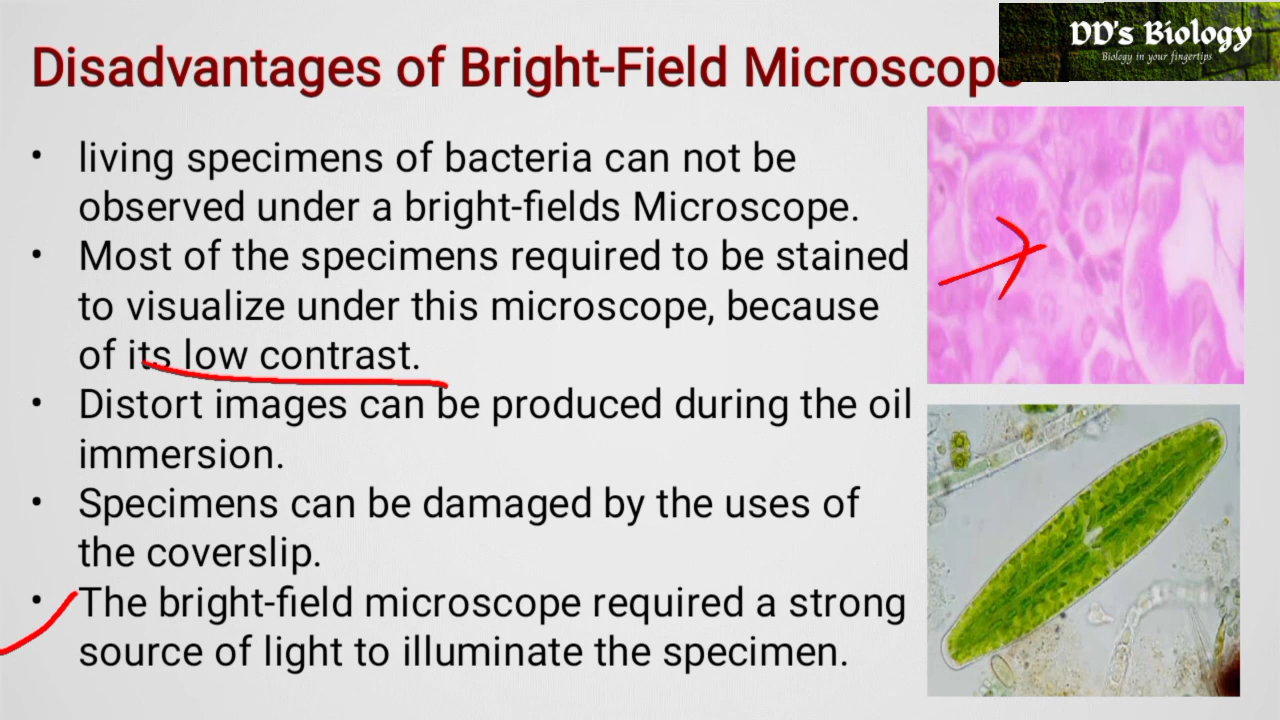 DD's Biology
Biology in your fingertips
Disadvantages of Bright-Field Microscope
• living specimens of bacteria can not be
observed under a bright-fields Microscope.
• Most of the specimens required to be stained
to visualize under this microscope, because
of its low contrast.
• Distort images can be produced during the oil
immersion.
• Specimens can be damaged by the uses of
the coverslip.
• The bright-field microscope required a strong
source of light to illuminate the specimen.